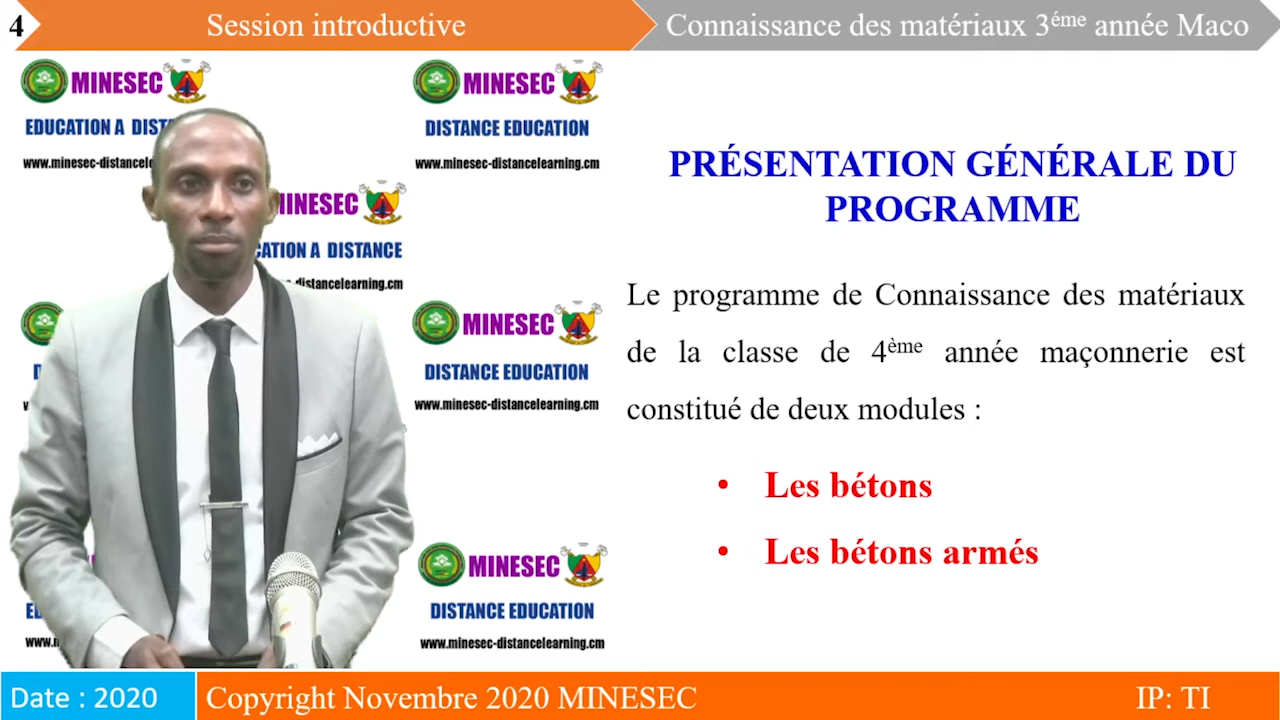 4
Session introductive
Connaissance des matériaux 3éme année Maco
MINESEC
EDUCATION A DIST
www.minesec-distancele
MINESEC
DISTANCE EDUCATION
www.minesec-distancelearning.cm
INESEC
CATION A DISTANCE
distancelearning.cm
MINESEC
DISTANCE EDUCATION
www.minesec-distancelearning.cm
MINESEC
DISTANCE EDUCATION
www.minesec-distancelearning.cm
PRÉSENTATION GÉNÉRALE DU
PROGRAMME
Le programme de Connaissance des matériaux
de la classe de 4ème année maçonnerie est
constitué de deux modules :
• Les bétons
• Les bétons armés
Date : 2020
Copyright Novembre 2020 MINESEC
IP: TI